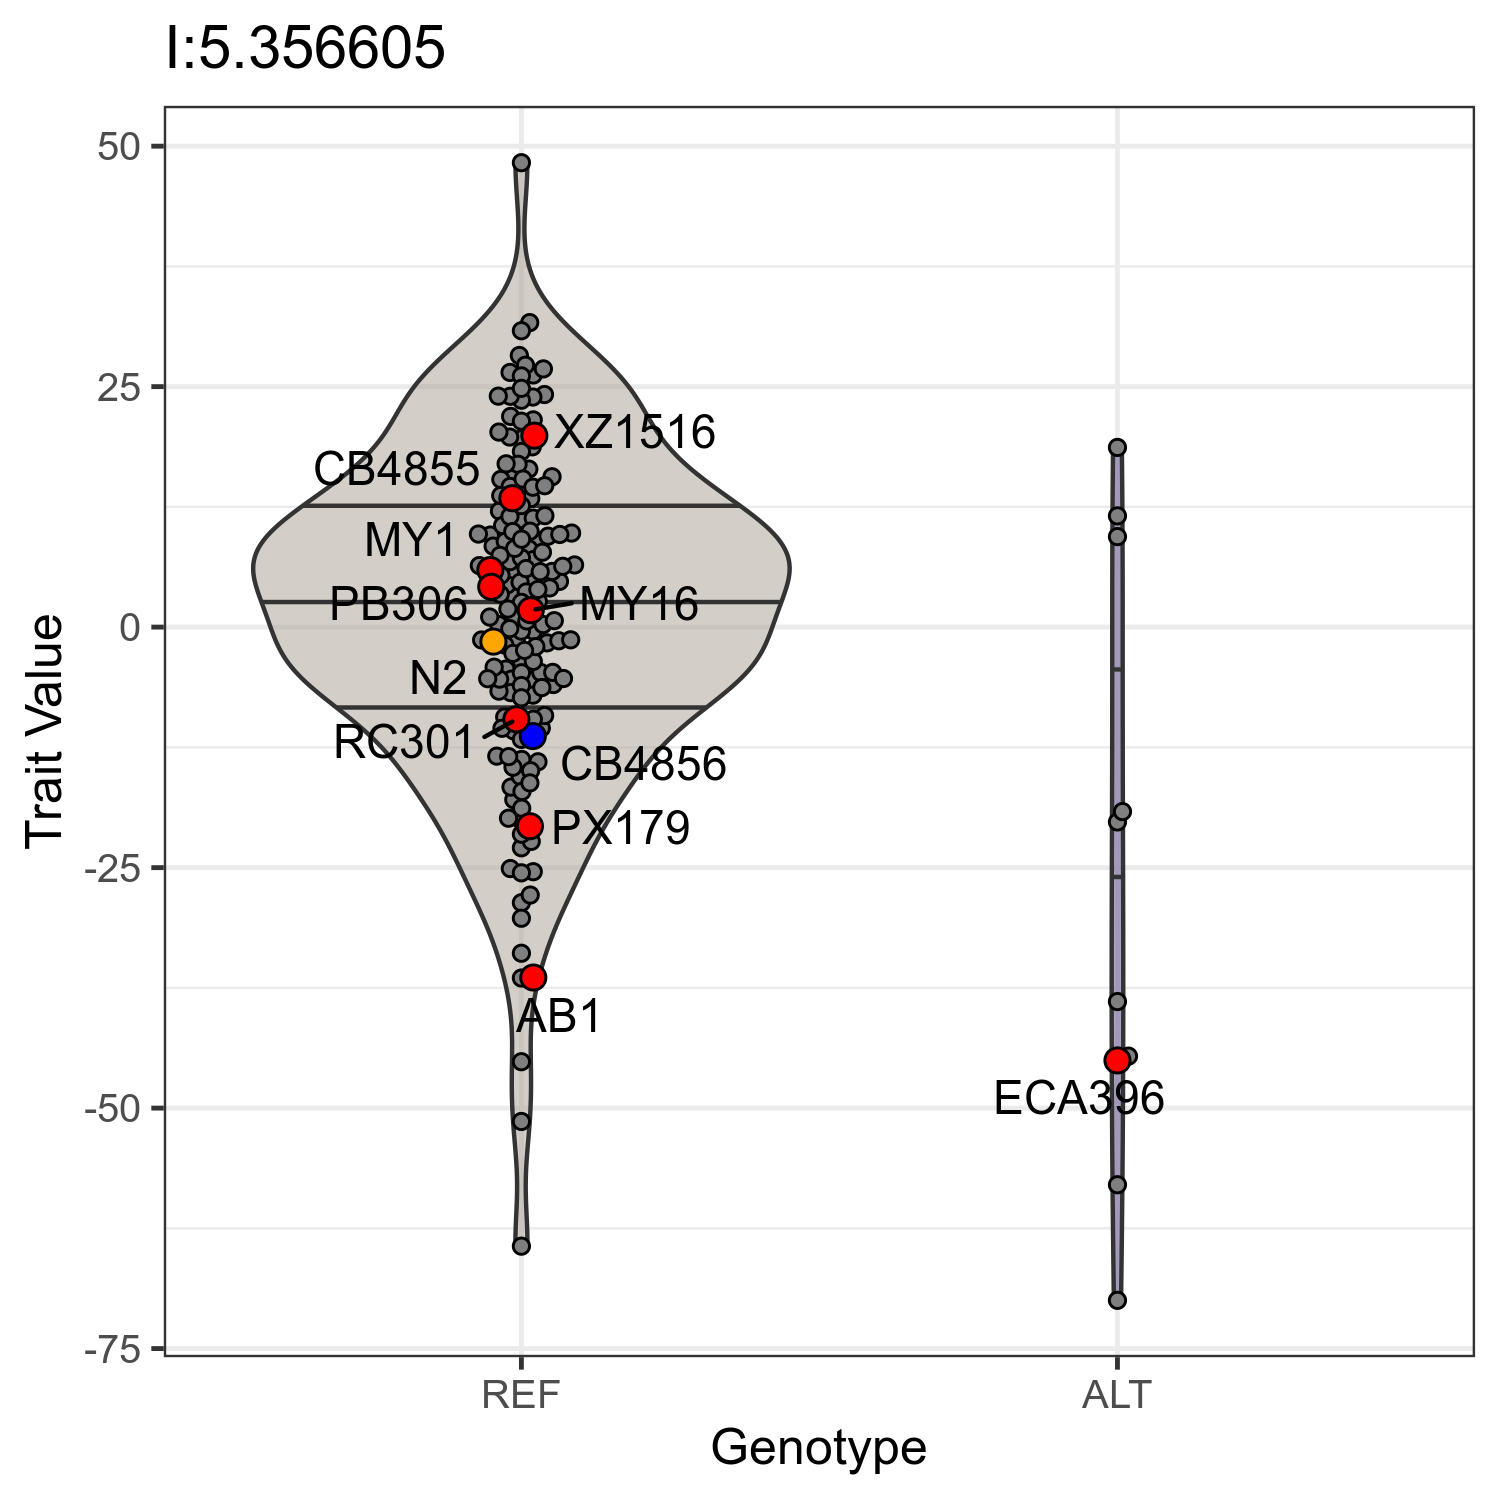 I:5.356605
50
25
0
-25
-50
-75
Trait Value
XZ1516
CB4855
MY1
PB306
MY16
N2
RC301
CB4856
PX179
AB1
ECA396
REF
ALT
Genotype